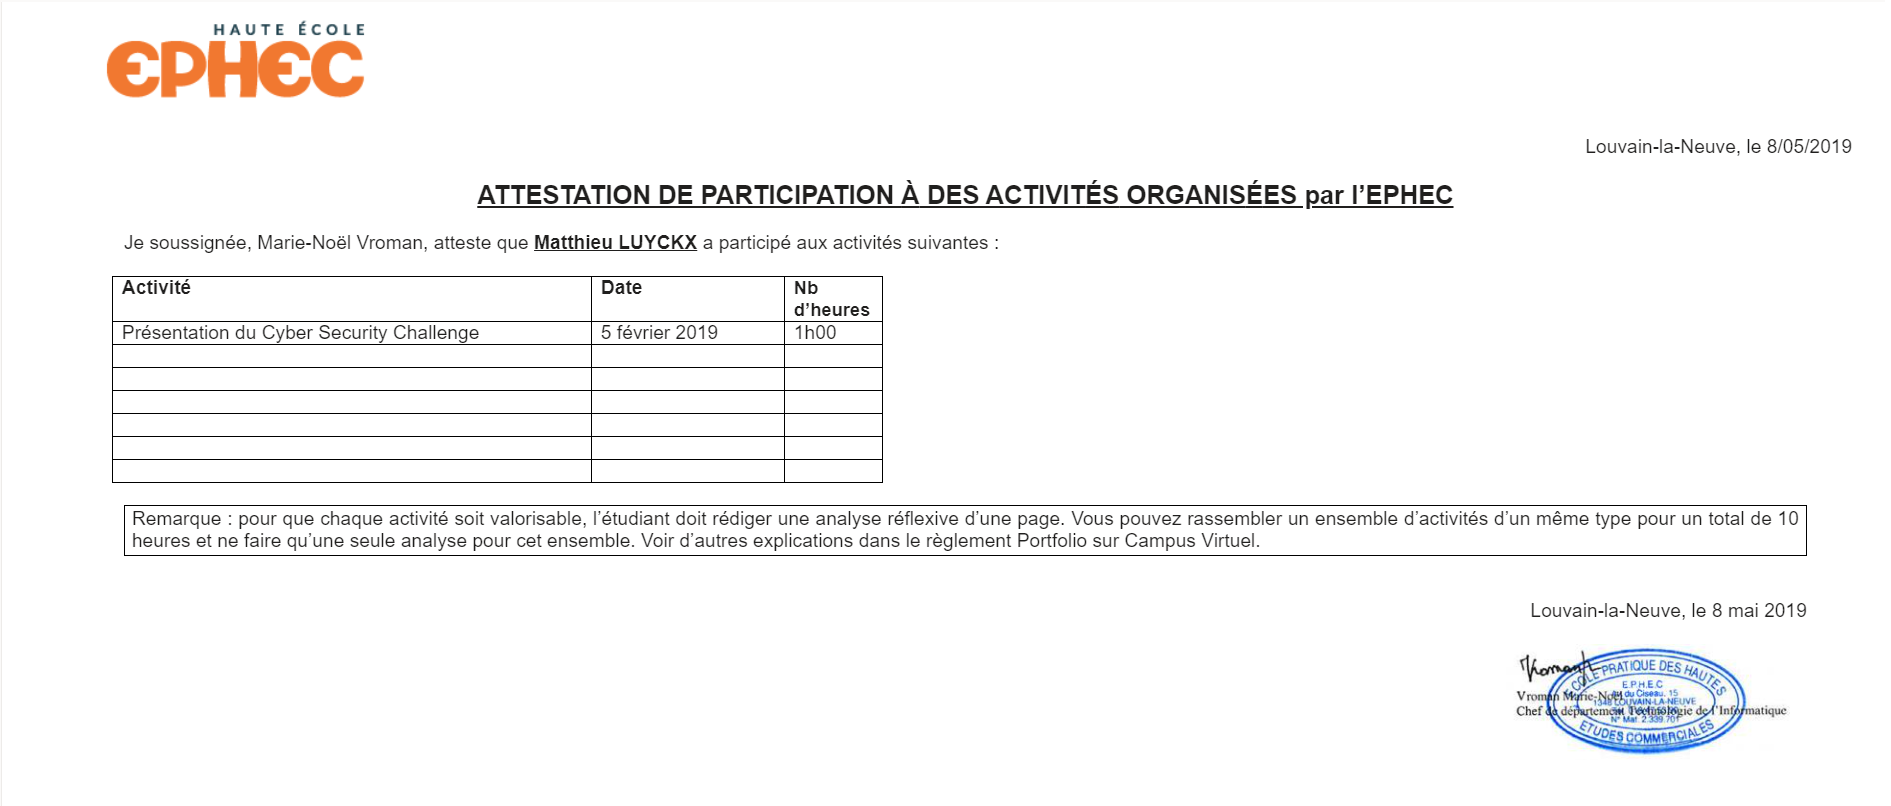 HAUTE ÉCOLE
EPHEC
Louvain-la-Neuve, le 8/05/2019
ATTESTATION DE PARTICIPATION À DES ACTIVITÉS ORGANISÉES par l’EPHEC
Je soussignée, Marie-Noël Vroman, atteste que Matthieu LUYCKX a participé aux activités suivantes :
Activité Date Nb
d’heures
Présentation du Cyber Security Challenge 5 février 2019 1h00
Remarque : pour que chaque activité soit valorisable, l’étudiant doit rédiger une analyse réflexive d’une page. Vous pouvez rassembler un ensemble d’activités d’un même type pour un total de 10
heures et ne faire qu’une seule analyse pour cet ensemble. Voir d’autres explications dans le règlement Portfolio sur Campus Virtuel.
Louvain-la-Neuve, le 8 mai 2019
Vroman Marie-Noël
Chef de département Technologie de l’Informatique
ÉCOLE PRATIQUE DES HAUTES
E.P.H.E.C
Av du Ciseau, 15
1348 LOUVAIN-LA-NEUVE
N° Mat. 2.339.701
ETUDES COMMERCIALES